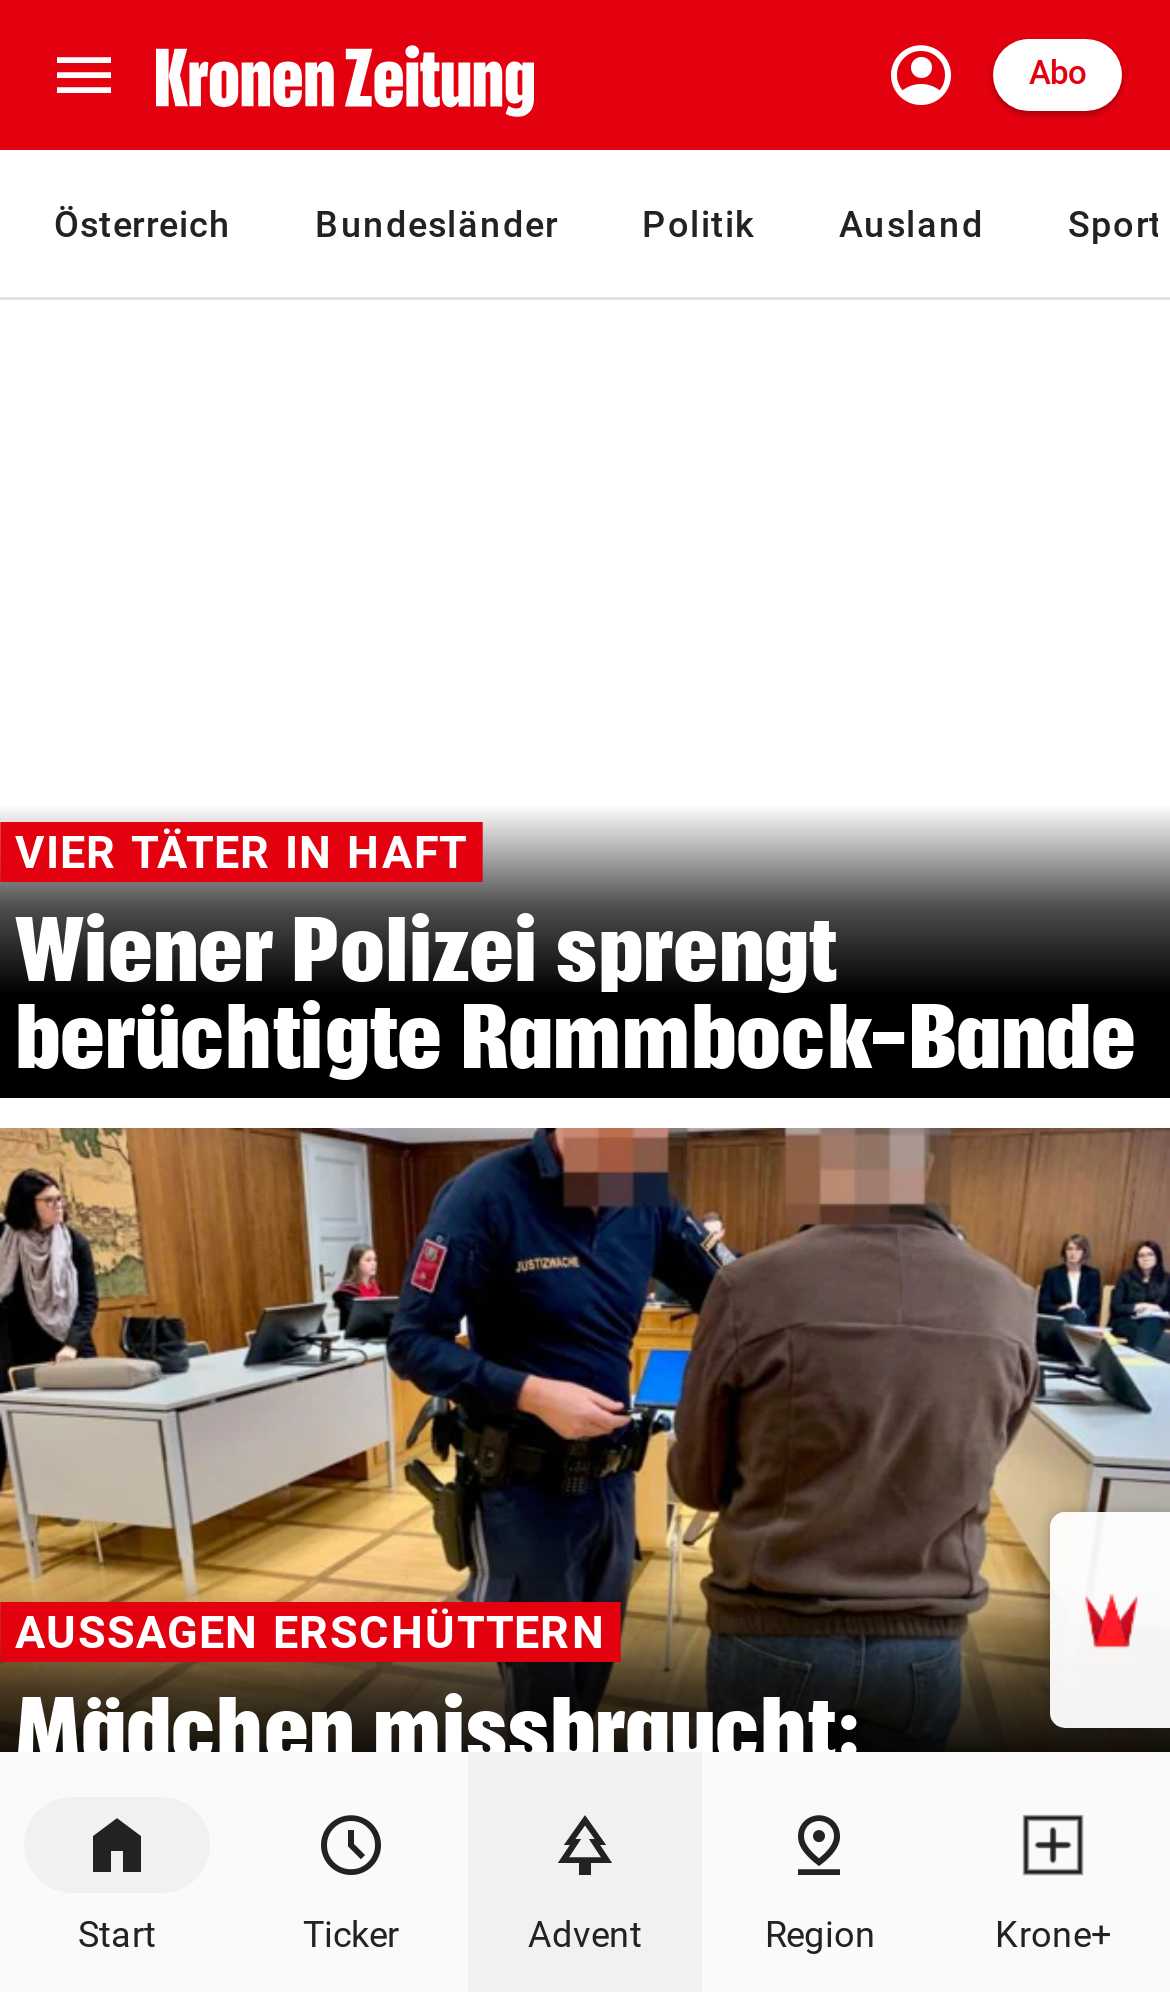 Kronen Zeitung
Abo
Österreich Bundesländer Politik Ausland Sport
VIER TÄTER IN HAFT
Wiener Polizei sprengt
berüchtigte Rammbock-Bande
JUSTIZWACHE
AUSSAGEN ERSCHÜTTERN
Mädchen missbraucht:
Start Ticker Advent Region Krone+